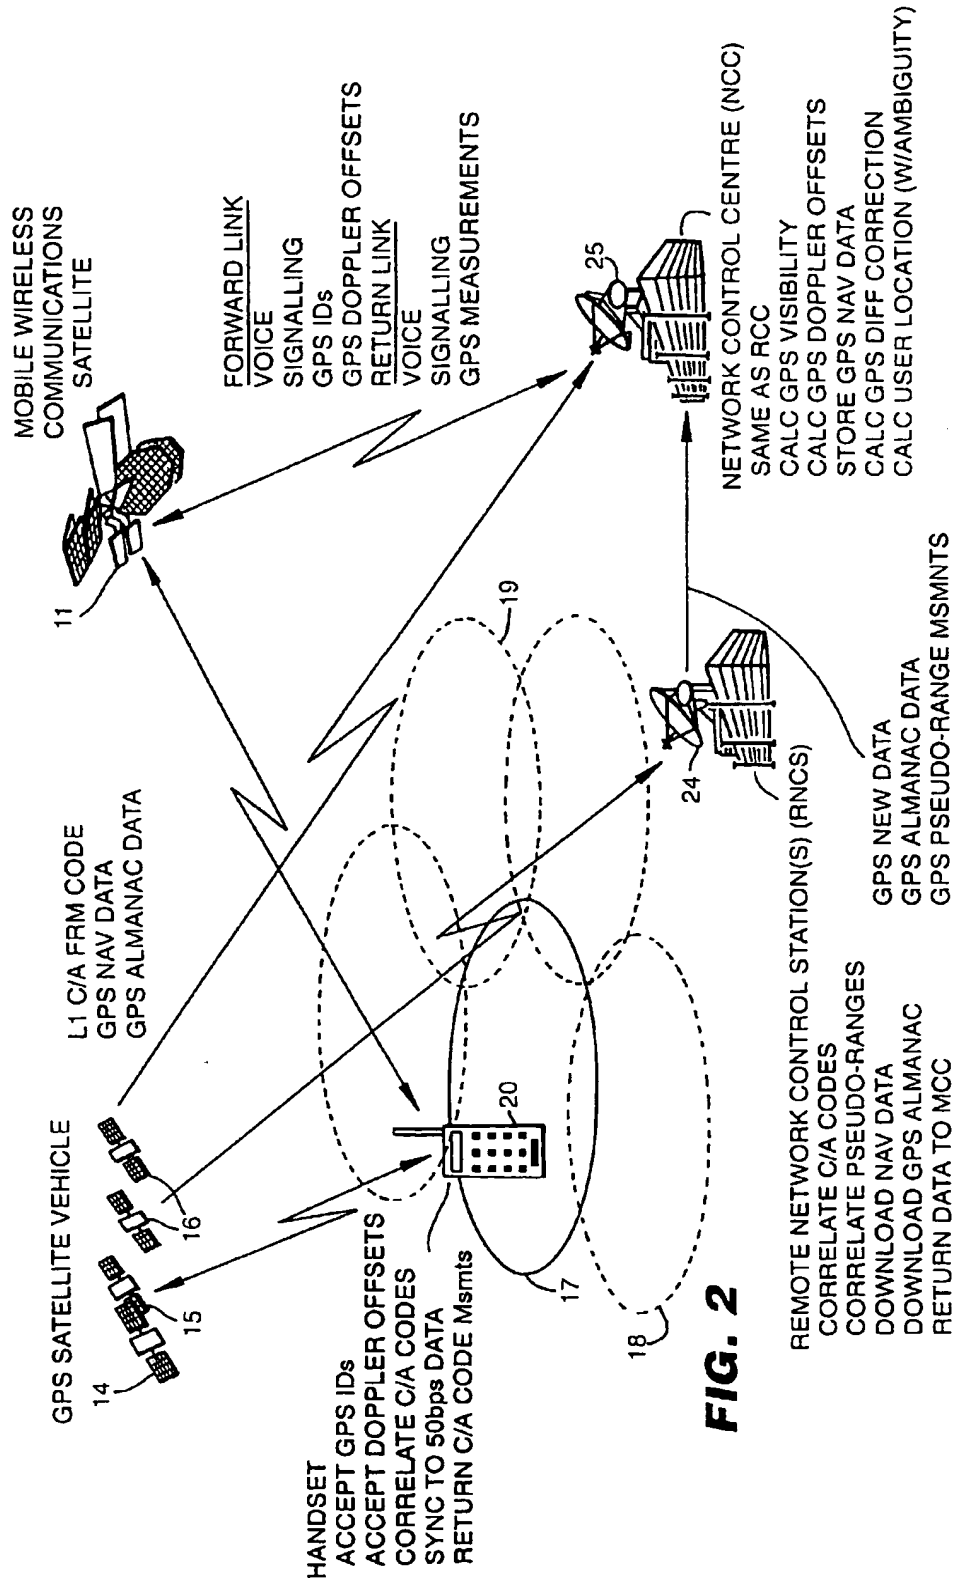 MOBILE WIRELESS
COMMUNICATIONS
SATELLITE
11
FORWARD LINK
VOICE
SIGNALLING
GPS IDs
GPS DOPPLER OFFSETS
RETURN LINK
VOICE
SIGNALLING
GPS MEASUREMENTS
L1 C/A FRM CODE
GPS NAV DATA
GPS ALMANAC DATA
GPS SATELLITE VEHICLE
14
15
16
HANDSET
ACCEPT GPS IDs
ACCEPT DOPPLER OFFSETS
CORRELATE C/A CODES
SYNC TO 50bps DATA
RETURN C/A CODE Msmts
20
17
18
19
25
NETWORK CONTROL CENTRE (NCC)
SAME AS RCC
CALC GPS VISIBILITY
CALC GPS DOPPLER OFFSETS
STORE GPS NAV DATA
CALC GPS DIFF CORRECTION
CALC USER LOCATION (W/AMBIGUITY)
24
REMOTE NETWORK CONTROL STATION(S) (RNCS)
CORRELATE C/A CODES
CORRELATE PSEUDO-RANGES
DOWNLOAD NAV DATA
DOWNLOAD GPS ALMANAC
RETURN DATA TO MCC
GPS NEW DATA
GPS ALMANAC DATA
GPS PSEUDO-RANGE MSMNTS
FIG. 2